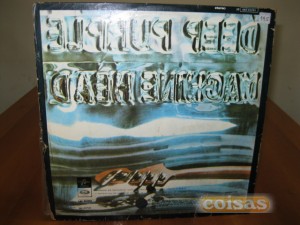 DEEP PURPLE
MACHINE HEAD
coisas